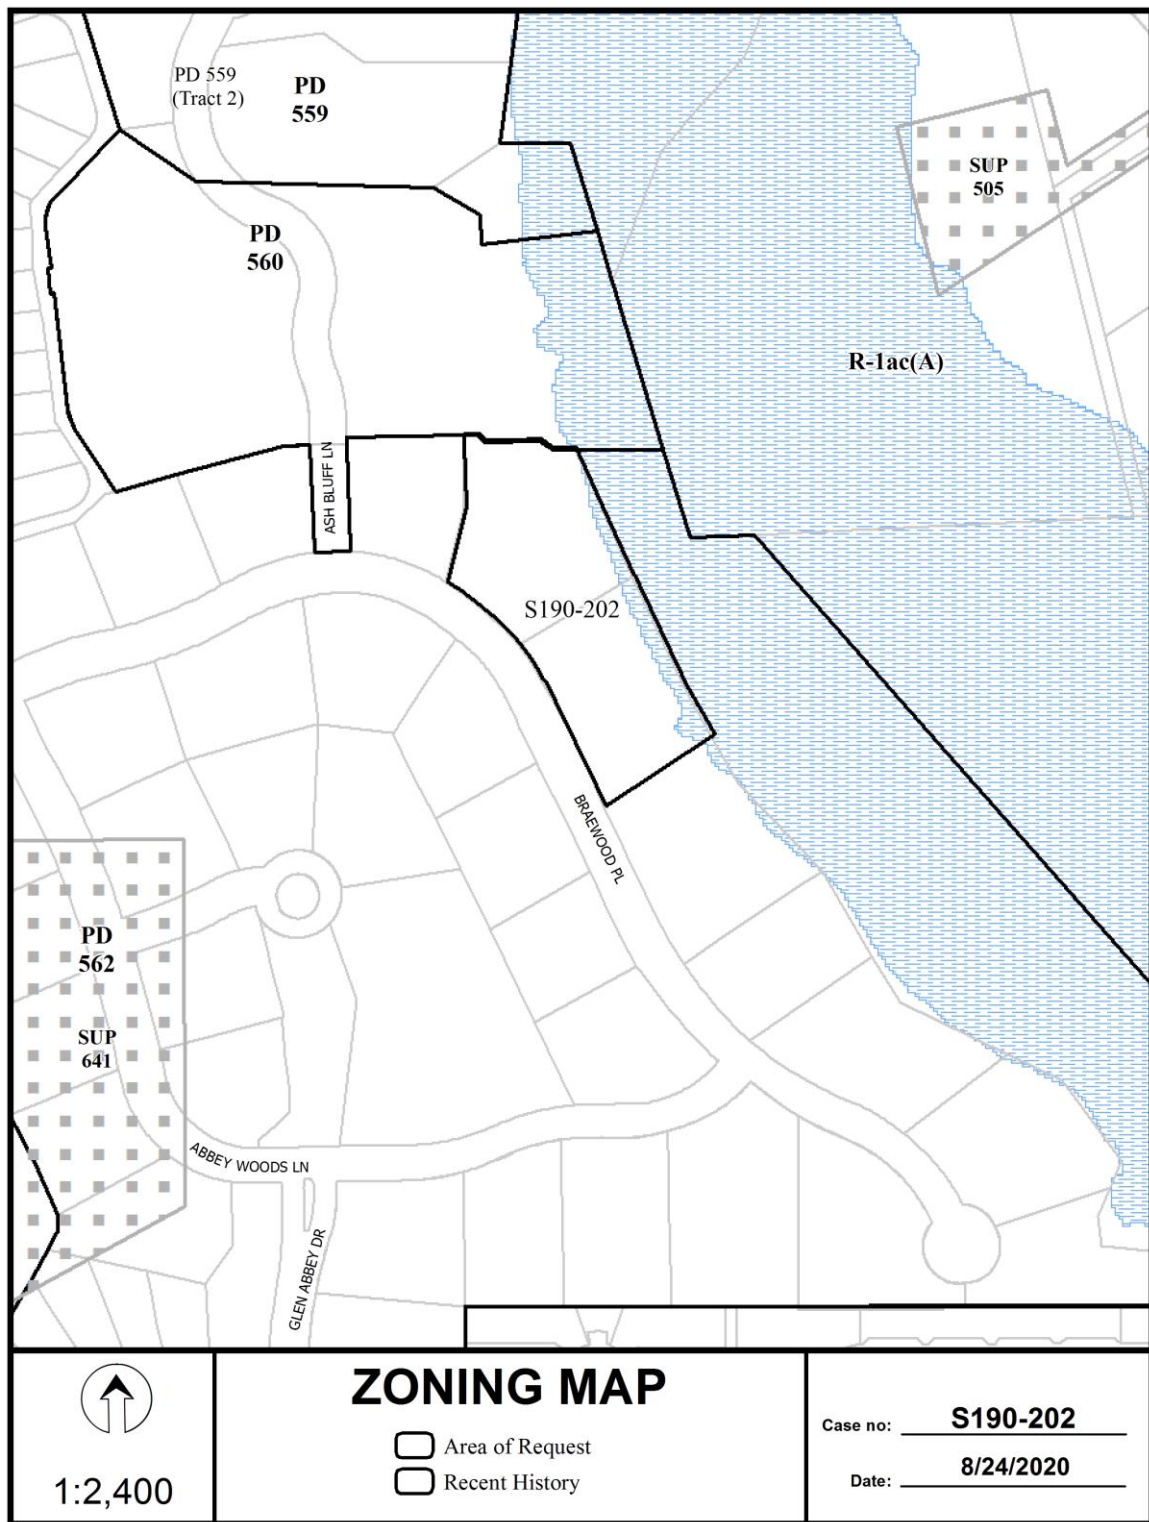 PD 559
(Tract 2)
PD
559
SUP
505
PD
560
R-1ac(A)
ASH BLUFF LN
S190-202
BRAEWOOD PL
PD
562
SUP
641
ABBEY WOODS LN
GLEN ABBEY DR
1:2,400
ZONING MAP
Area of Request
Recent History
Case no: S190-202
Date: 8/24/2020